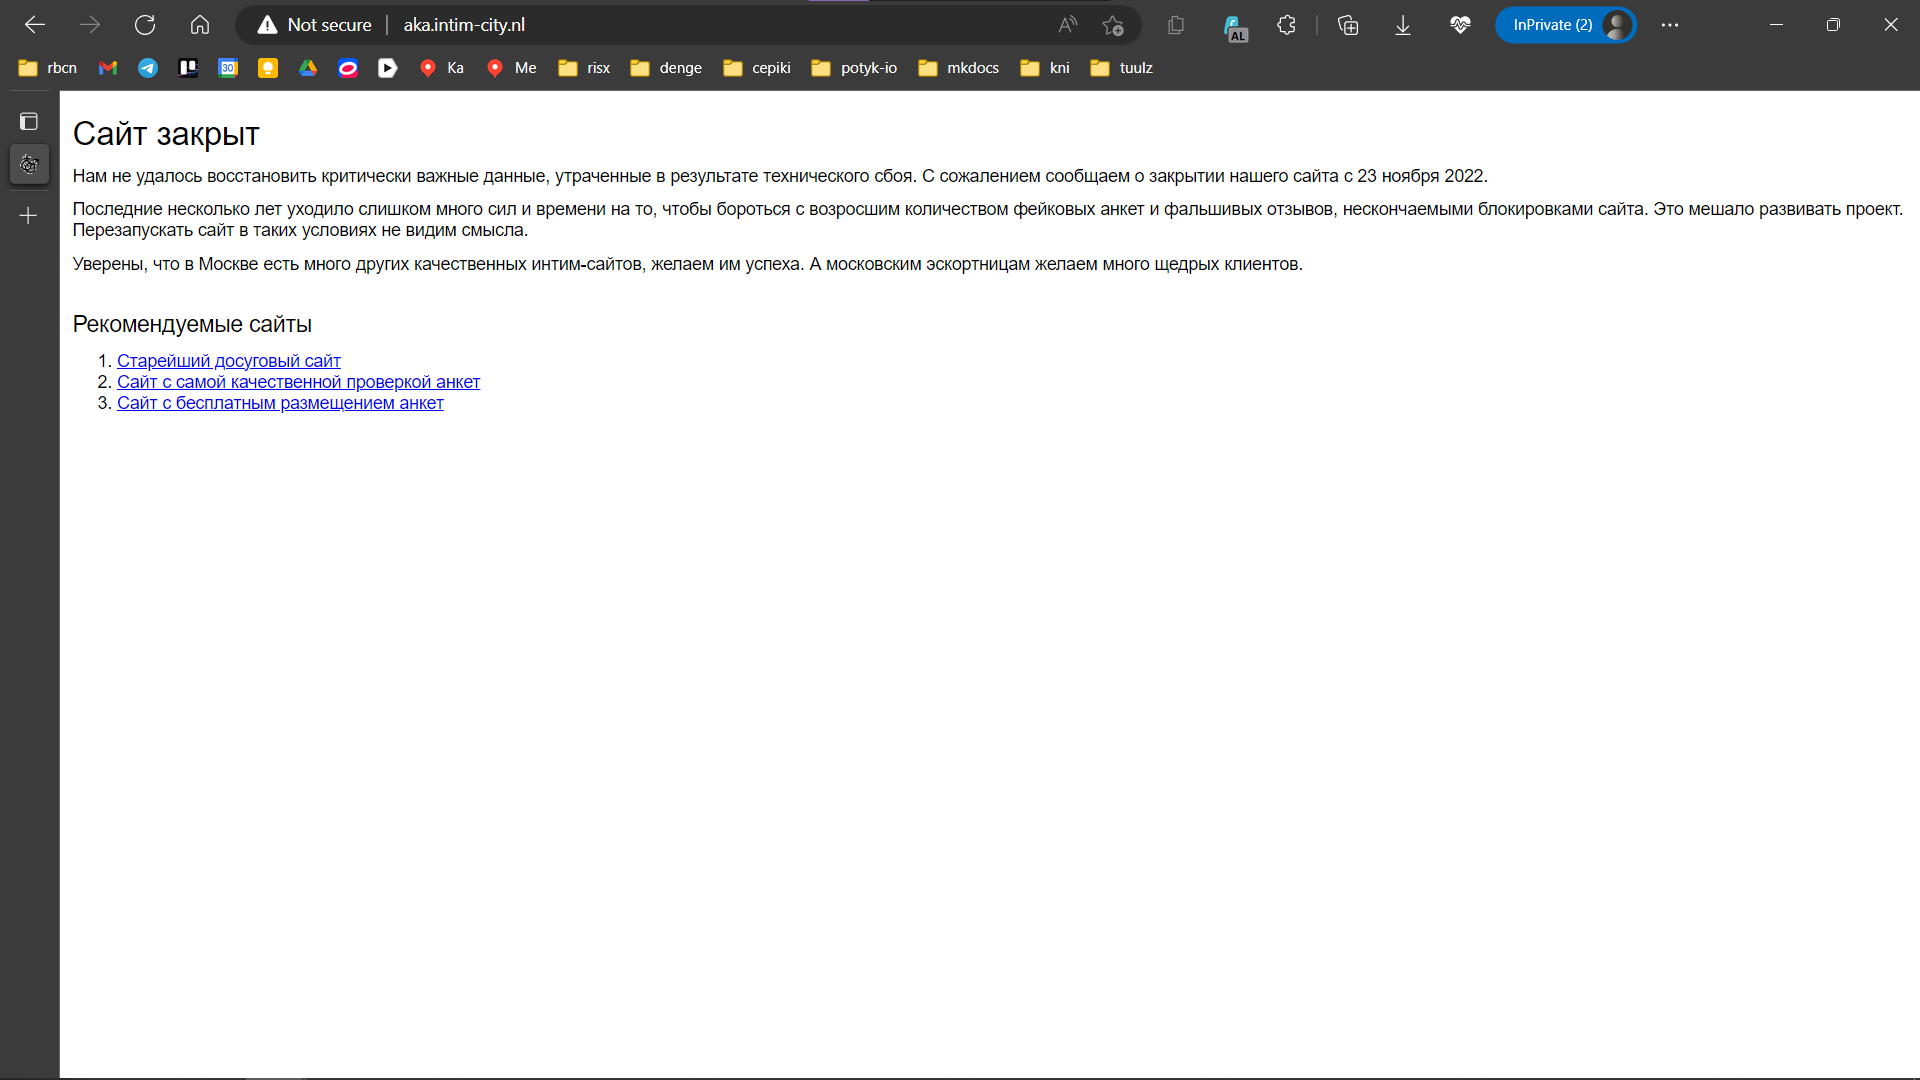 Not secure
aka.intim-city.nl
AL
InPrivate (2)
rbcn
30
Ka
Me
risx
denge
cepiki
potyk-io
mkdocs
kni
tuulz
Сайт закрыт
Нам не удалось восстановить критически важные данные, утраченные в результате технического сбоя. С сожалением сообщаем о закрытии нашего сайта с 23 ноября 2022.
Последние несколько лет уходило слишком много сил и времени на то, чтобы бороться с возросшим количеством фейковых анкет и фальшивых отзывов, нескончаемыми блокировками сайта. Это мешало развивать проект.
Перезапускать сайт в таких условиях не видим смысла.
Уверены, что в Москве есть много других качественных интим-сайтов, желаем им успеха. А московским эскортницам желаем много щедрых клиентов.
Рекомендуемые сайты
1. Старейший досуговый сайт
2. Сайт с самой качественной проверкой анкет
3. Сайт с бесплатным размещением анкет